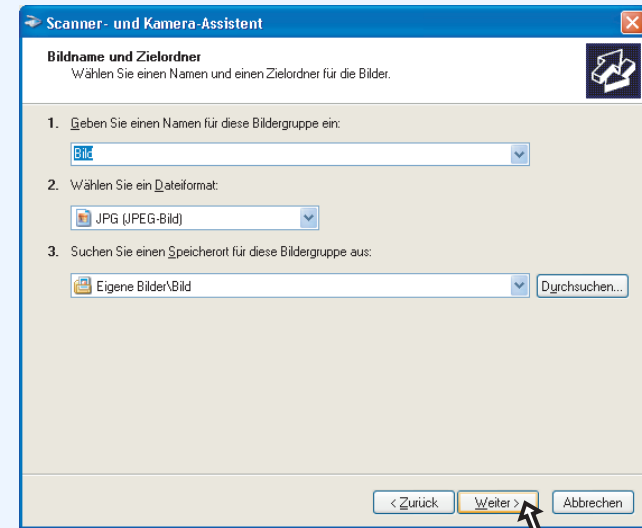 Scanner- und Kamera-Assistent
Bildname und Zielordner
Wählen Sie einen Namen und einen Zielordner für die Bilder.
1. Geben Sie einen Namen für diese Bildergruppe ein:
Bild
2. Wählen Sie ein Dateiformat:
JPG (JPEG-Bild)
3. Suchen Sie einen Speicherort für diese Bildergruppe aus:
Eigene Bilder\Bild
Durchsuchen...
< Zurück
Weiter >
Abbrechen